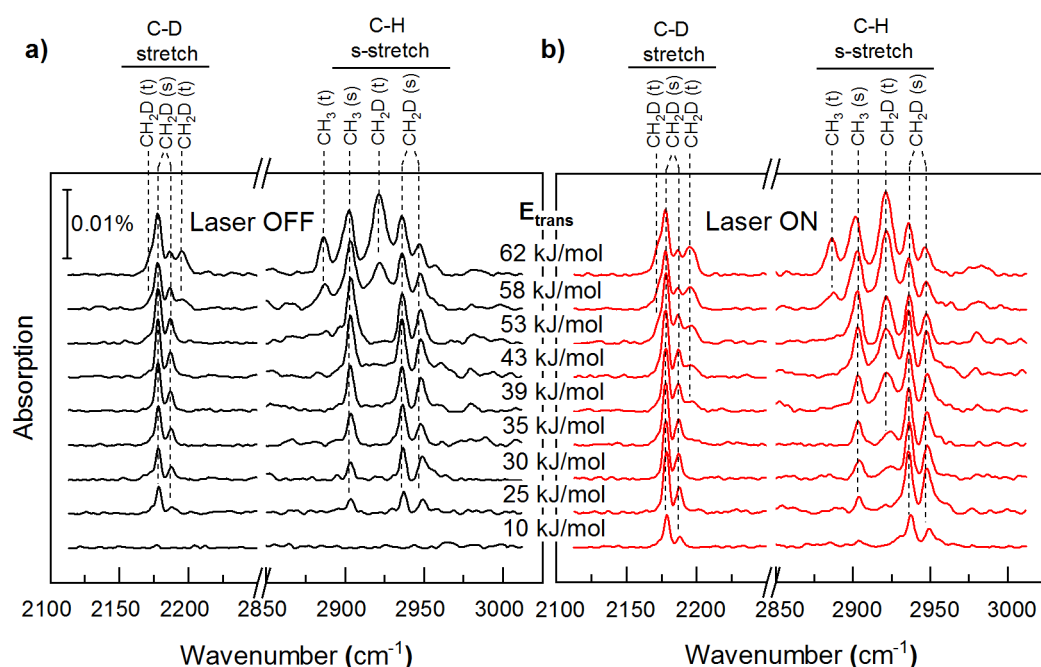 a)
C-D
stretch
C-H
s-stretch
CH₂D (t)
CH₂D (s)
CH₂D (t)
CH₃ (t)
CH₃ (s)
CH₂D (t)
CH₂D (s)
0.01%
Laser OFF
Absorption
2100 2150 2200 2850 2900 2950 3000
Wavenumber (cm⁻¹)
E_trans
62 kJ/mol
58 kJ/mol
53 kJ/mol
43 kJ/mol
39 kJ/mol
35 kJ/mol
30 kJ/mol
25 kJ/mol
10 kJ/mol
b)
C-D
stretch
C-H
s-stretch
CH₂D (t)
CH₂D (s)
CH₂D (t)
CH₃ (t)
CH₃ (s)
CH₂D (t)
CH₂D (s)
Laser ON
2100 2150 2200 2850 2900 2950 3000
Wavenumber (cm⁻¹)